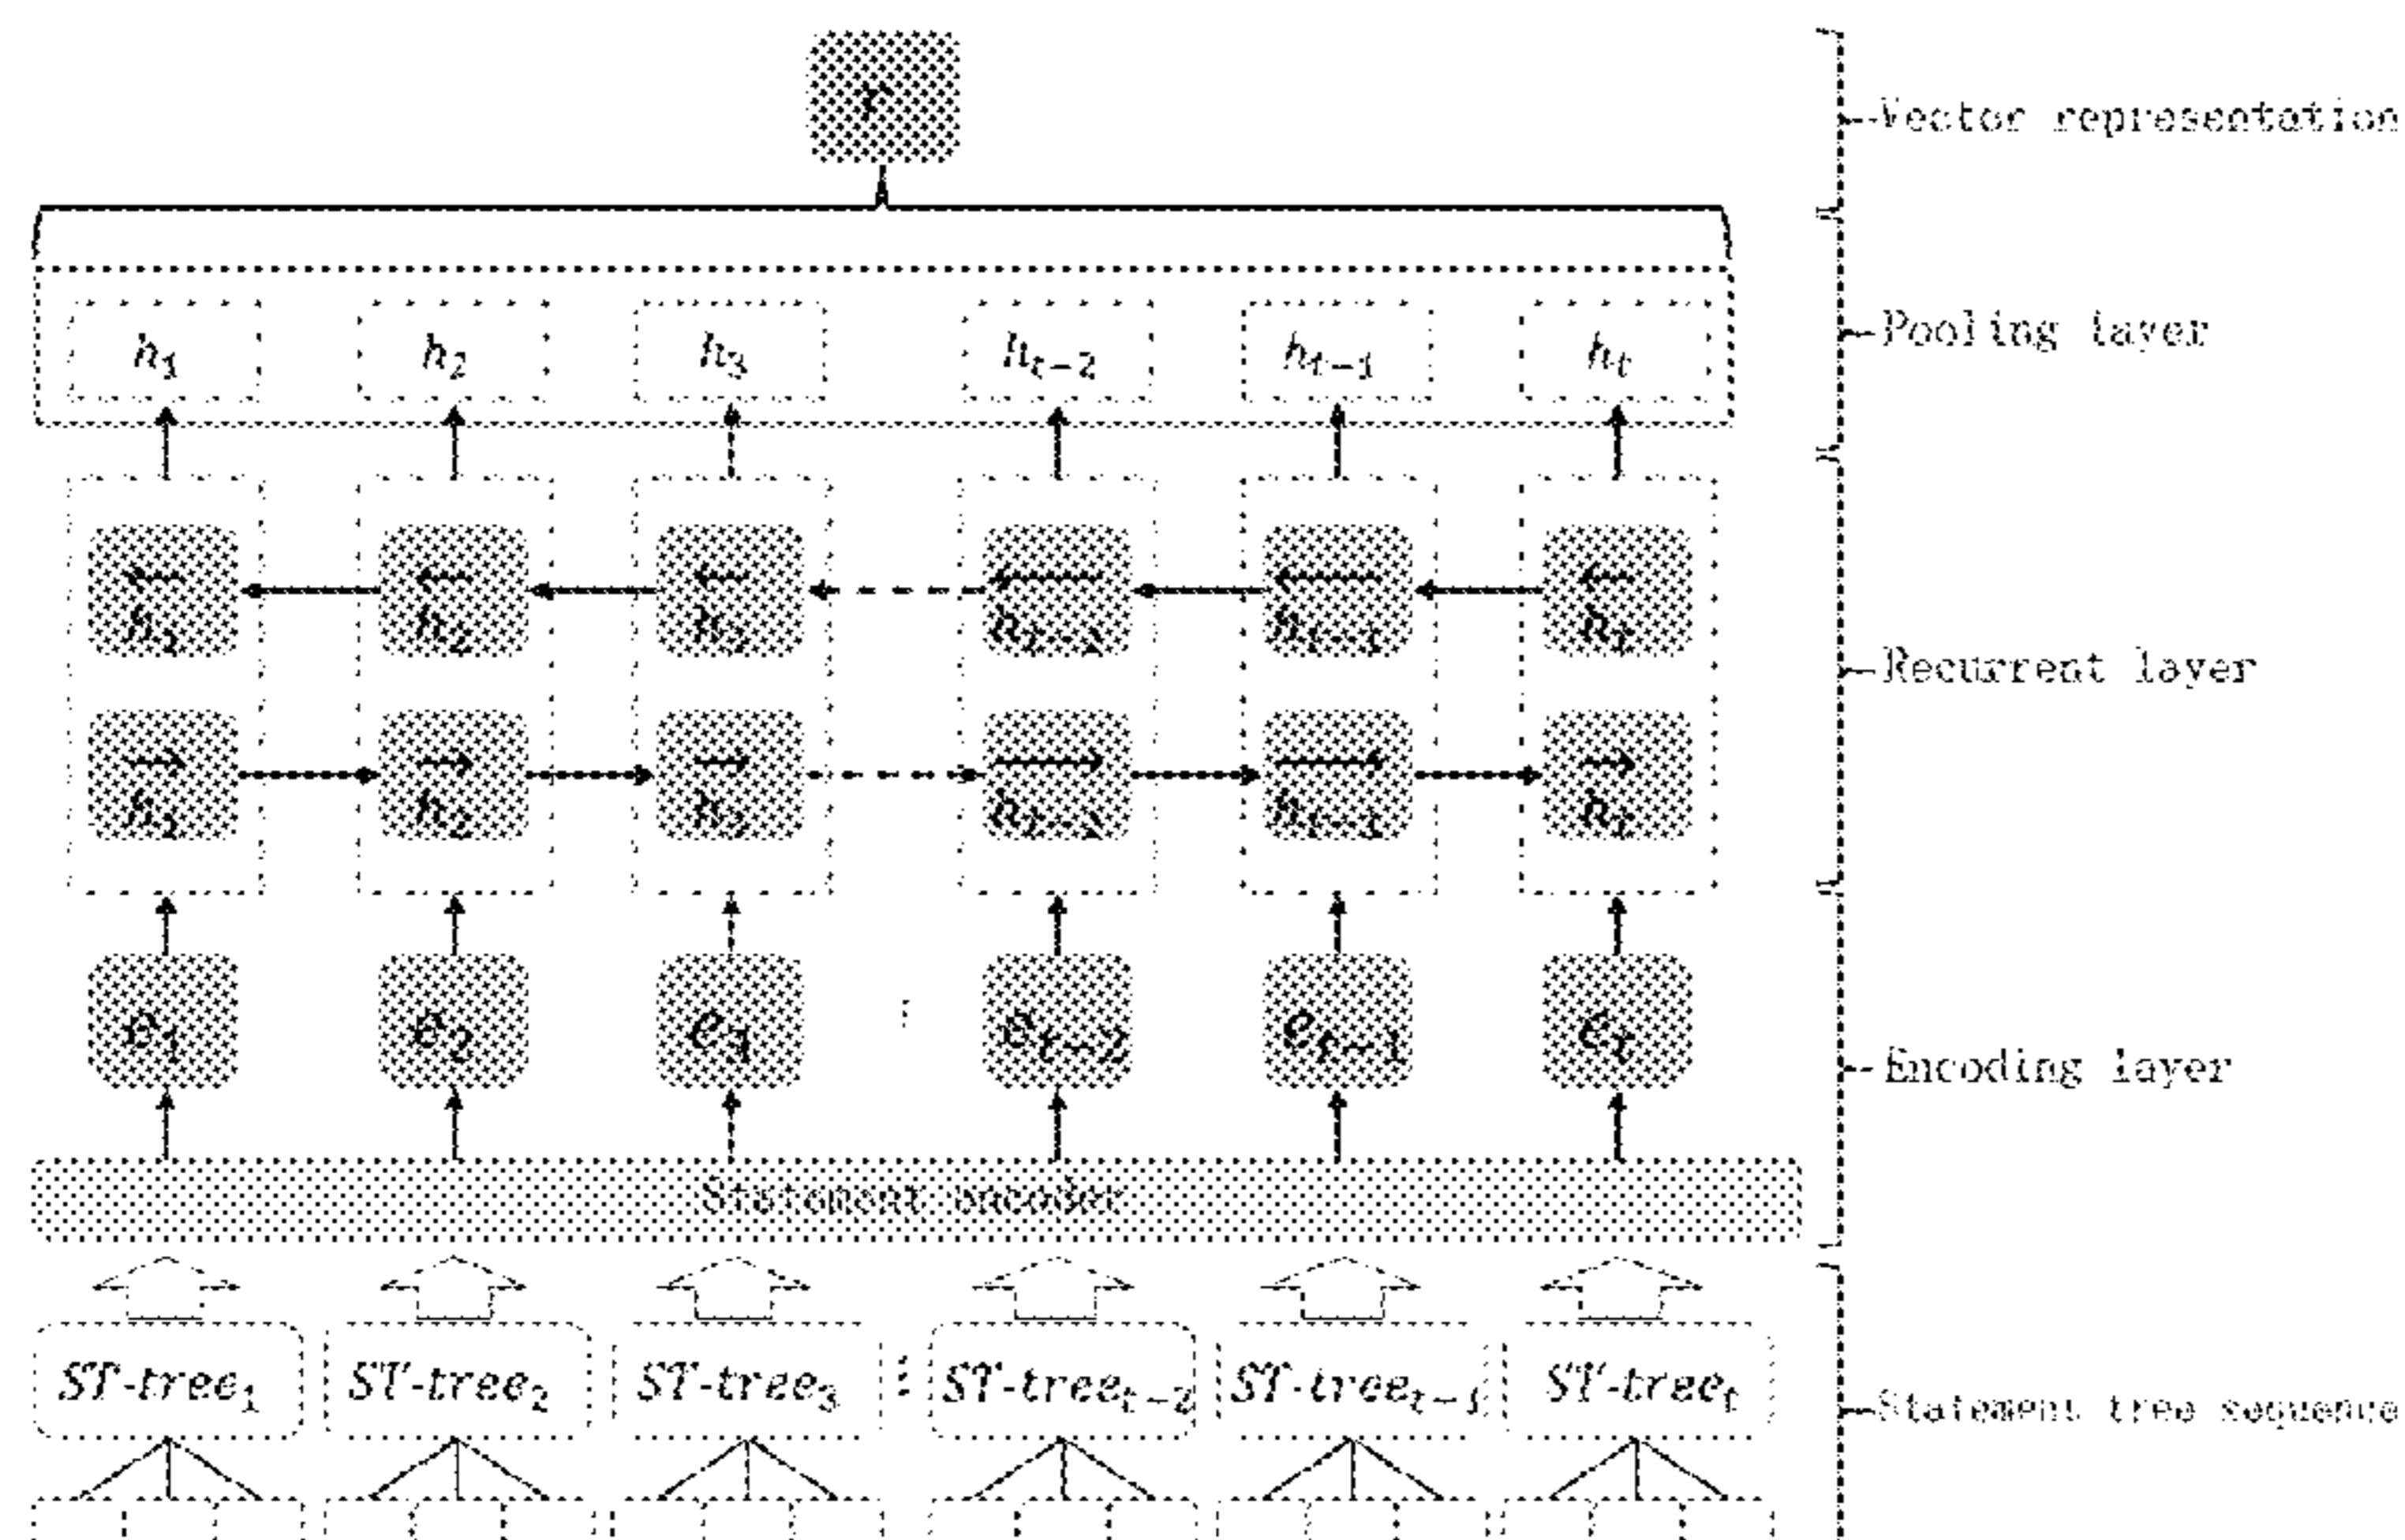 r
Vector representation
h₁ h₂ h₃ hₜ₋₂ hₜ₋₁ hₜ
Pooling layer
←h₁ ←h₂ ←h₃ ←hₜ₋₂ ←hₜ₋₁ ←hₜ
Recurrent layer
→h₁ →h₂ →h₃ →hₜ₋₂ →hₜ₋₁ →hₜ
e₁ e₂ e₃ ⋮ eₜ₋₂ eₜ₋₁ eₜ
Encoding layer
Statement encoder
ST-tree₁ ST-tree₂ ST-tree₃ ⋮ ST-treeₜ₋₂ ST-treeₜ₋₁ ST-treeₜ
Statement tree sequence